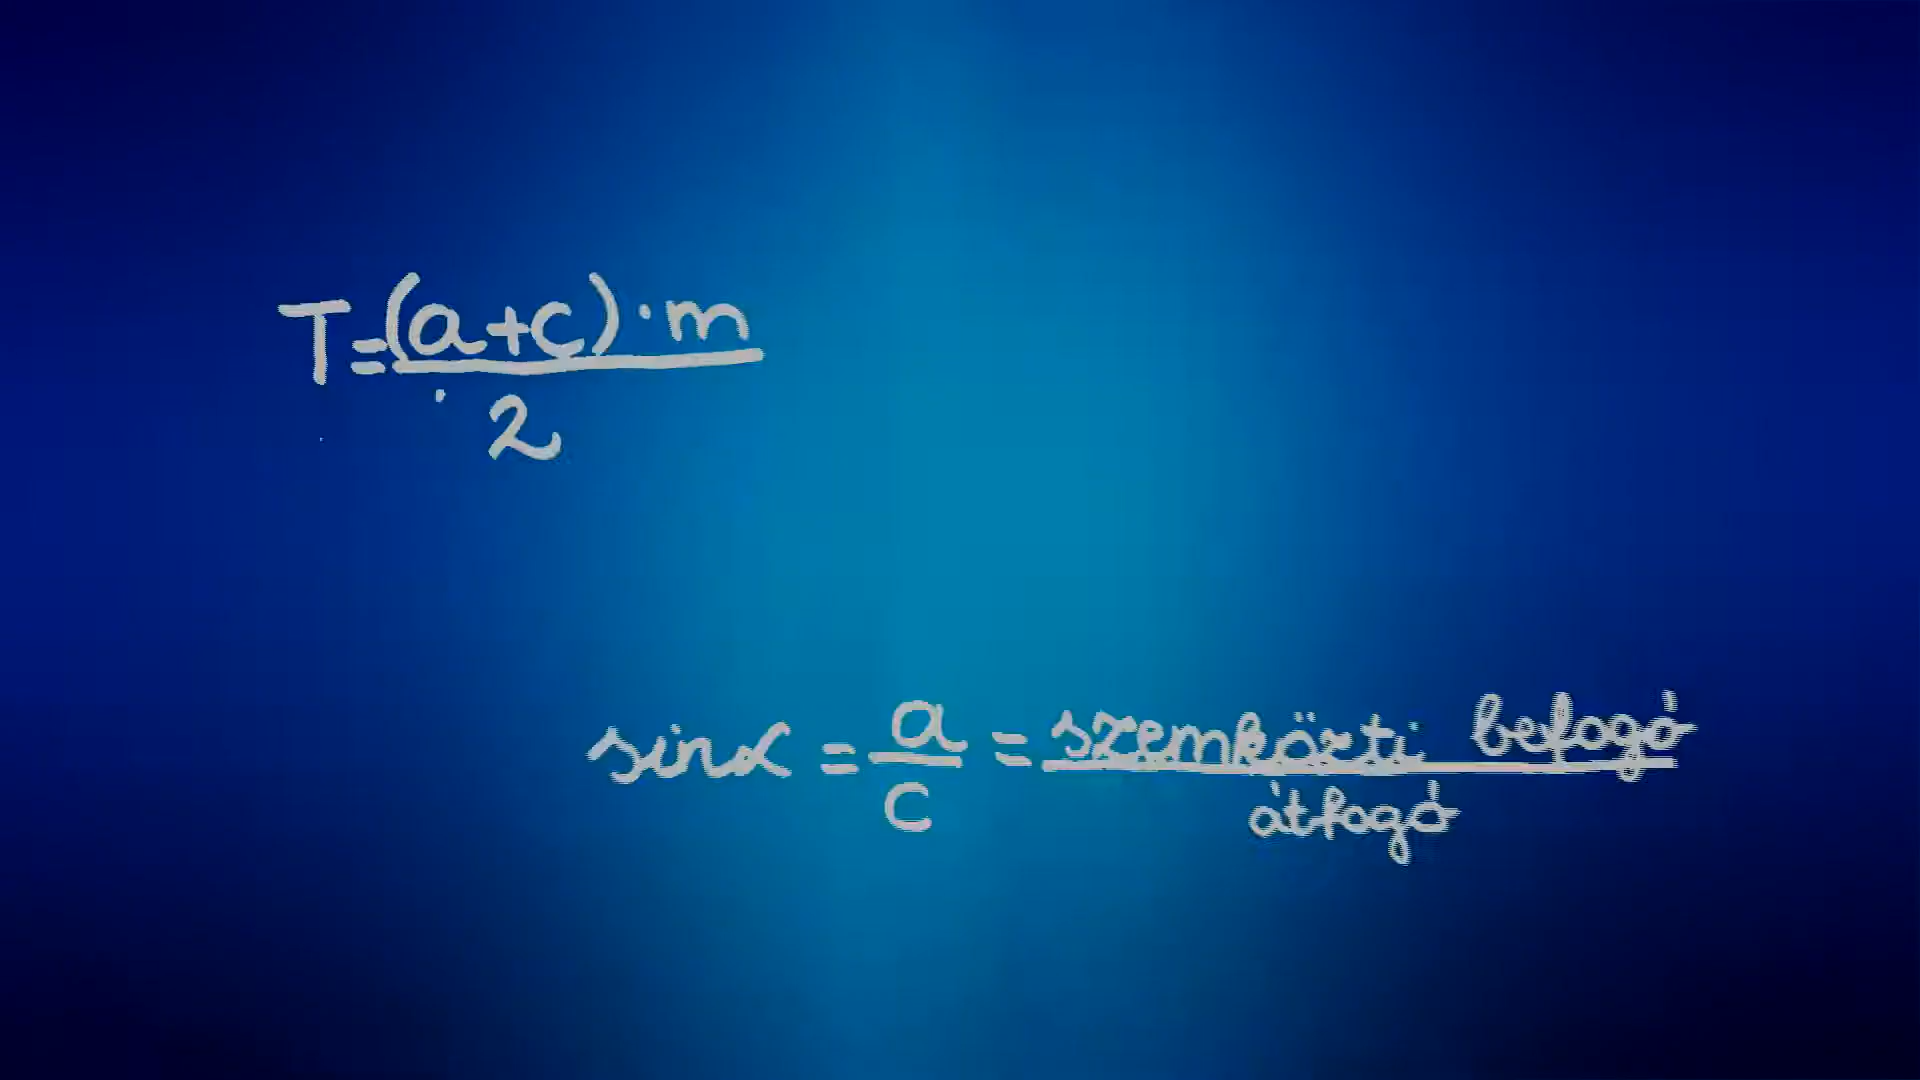 T=(a+c)·m/2
sinα = a/c = szemközti befogó/átfogó